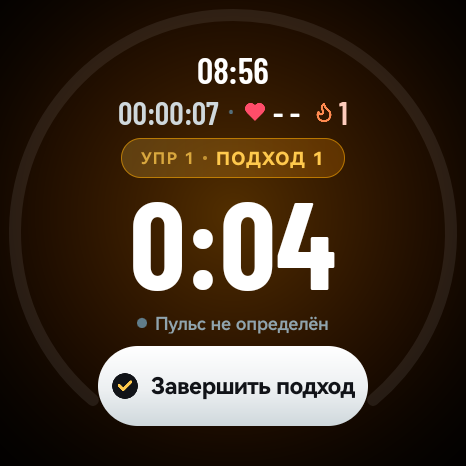 08:56
00:00:07 · -- 1
УПР 1 · ПОДХОД 1
0:04
Пульс не определён
Завершить подход